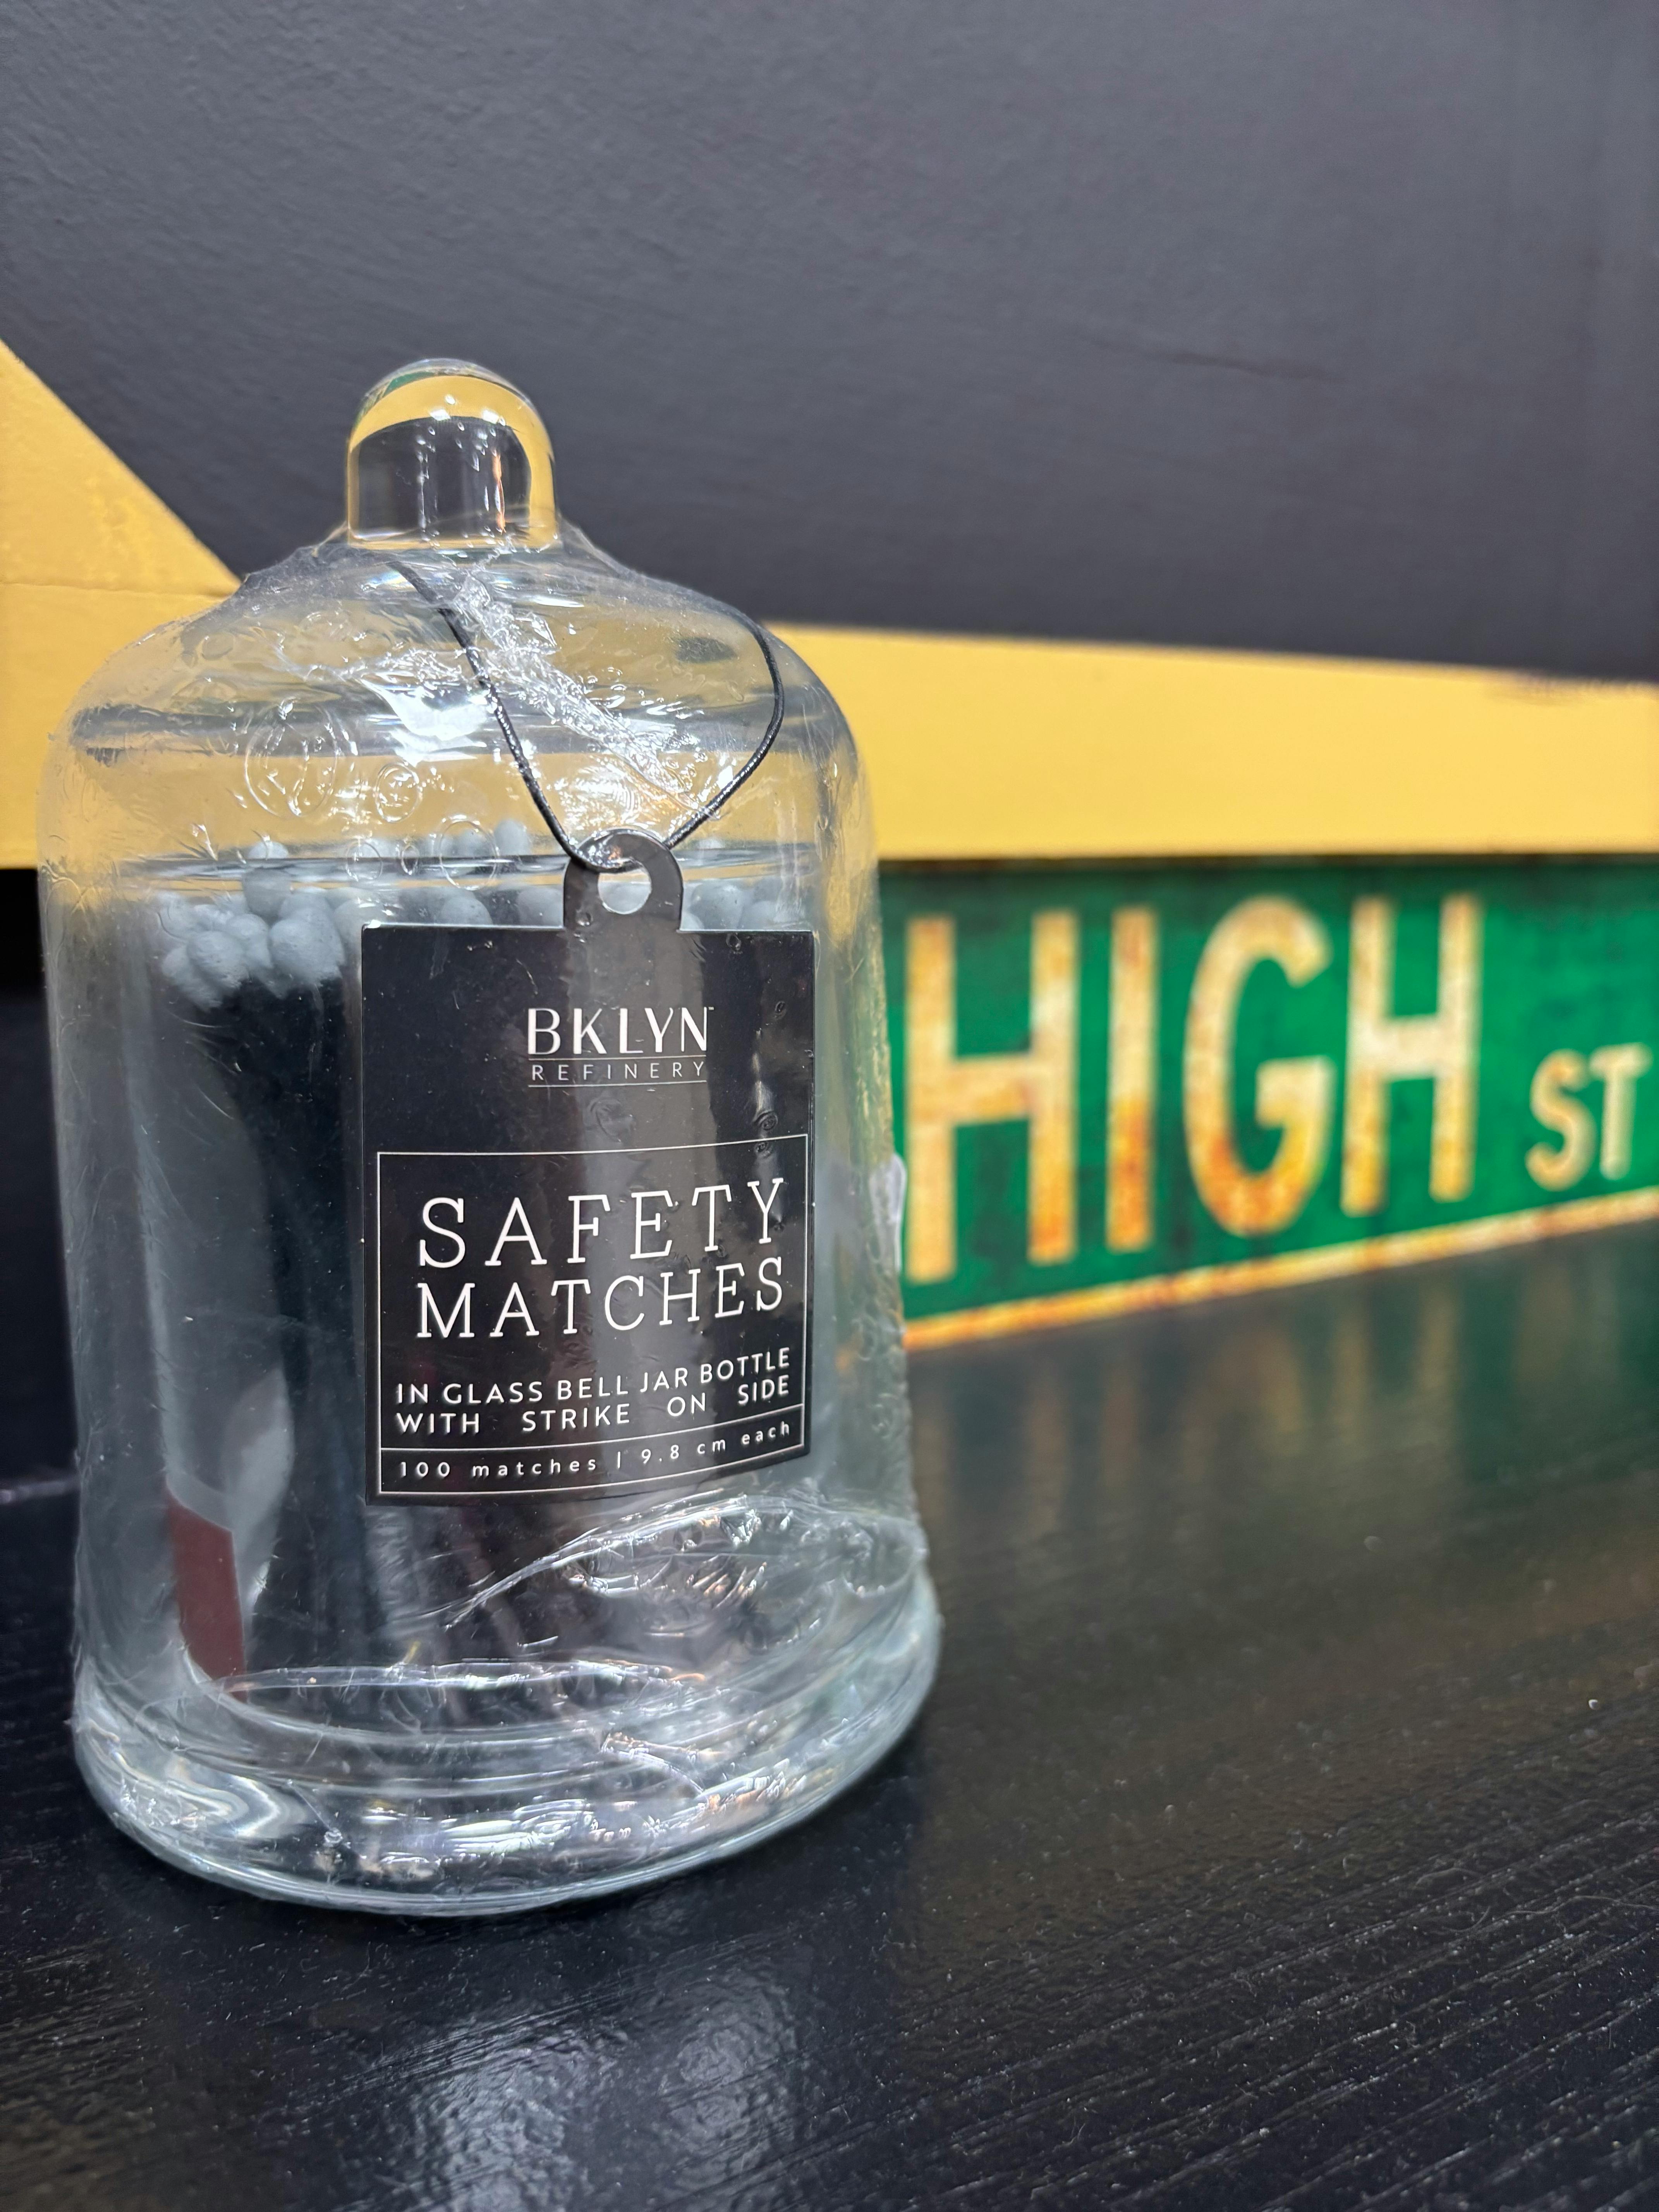 BKLYN™
REFINERY
SAFETY
MATCHES
IN GLASS BELL JAR BOTTLE
WITH STRIKE ON SIDE
100 matches | 9.8 cm each
HIGH ST